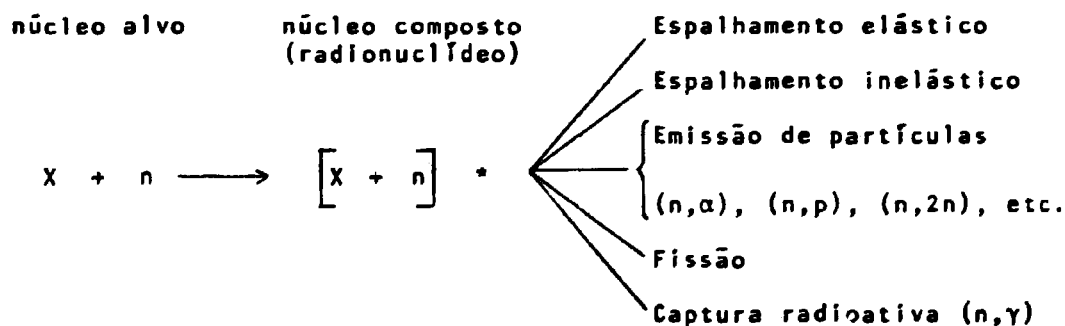 núcleo alvo
núcleo composto
(radionuclídeo)
X + n → [X + n] *
Espalhamento elástico
Espalhamento inelástico
Emissão de partículas
(n,α), (n,p), (n,2n), etc.
Fissão
Captura radioativa (n,γ)